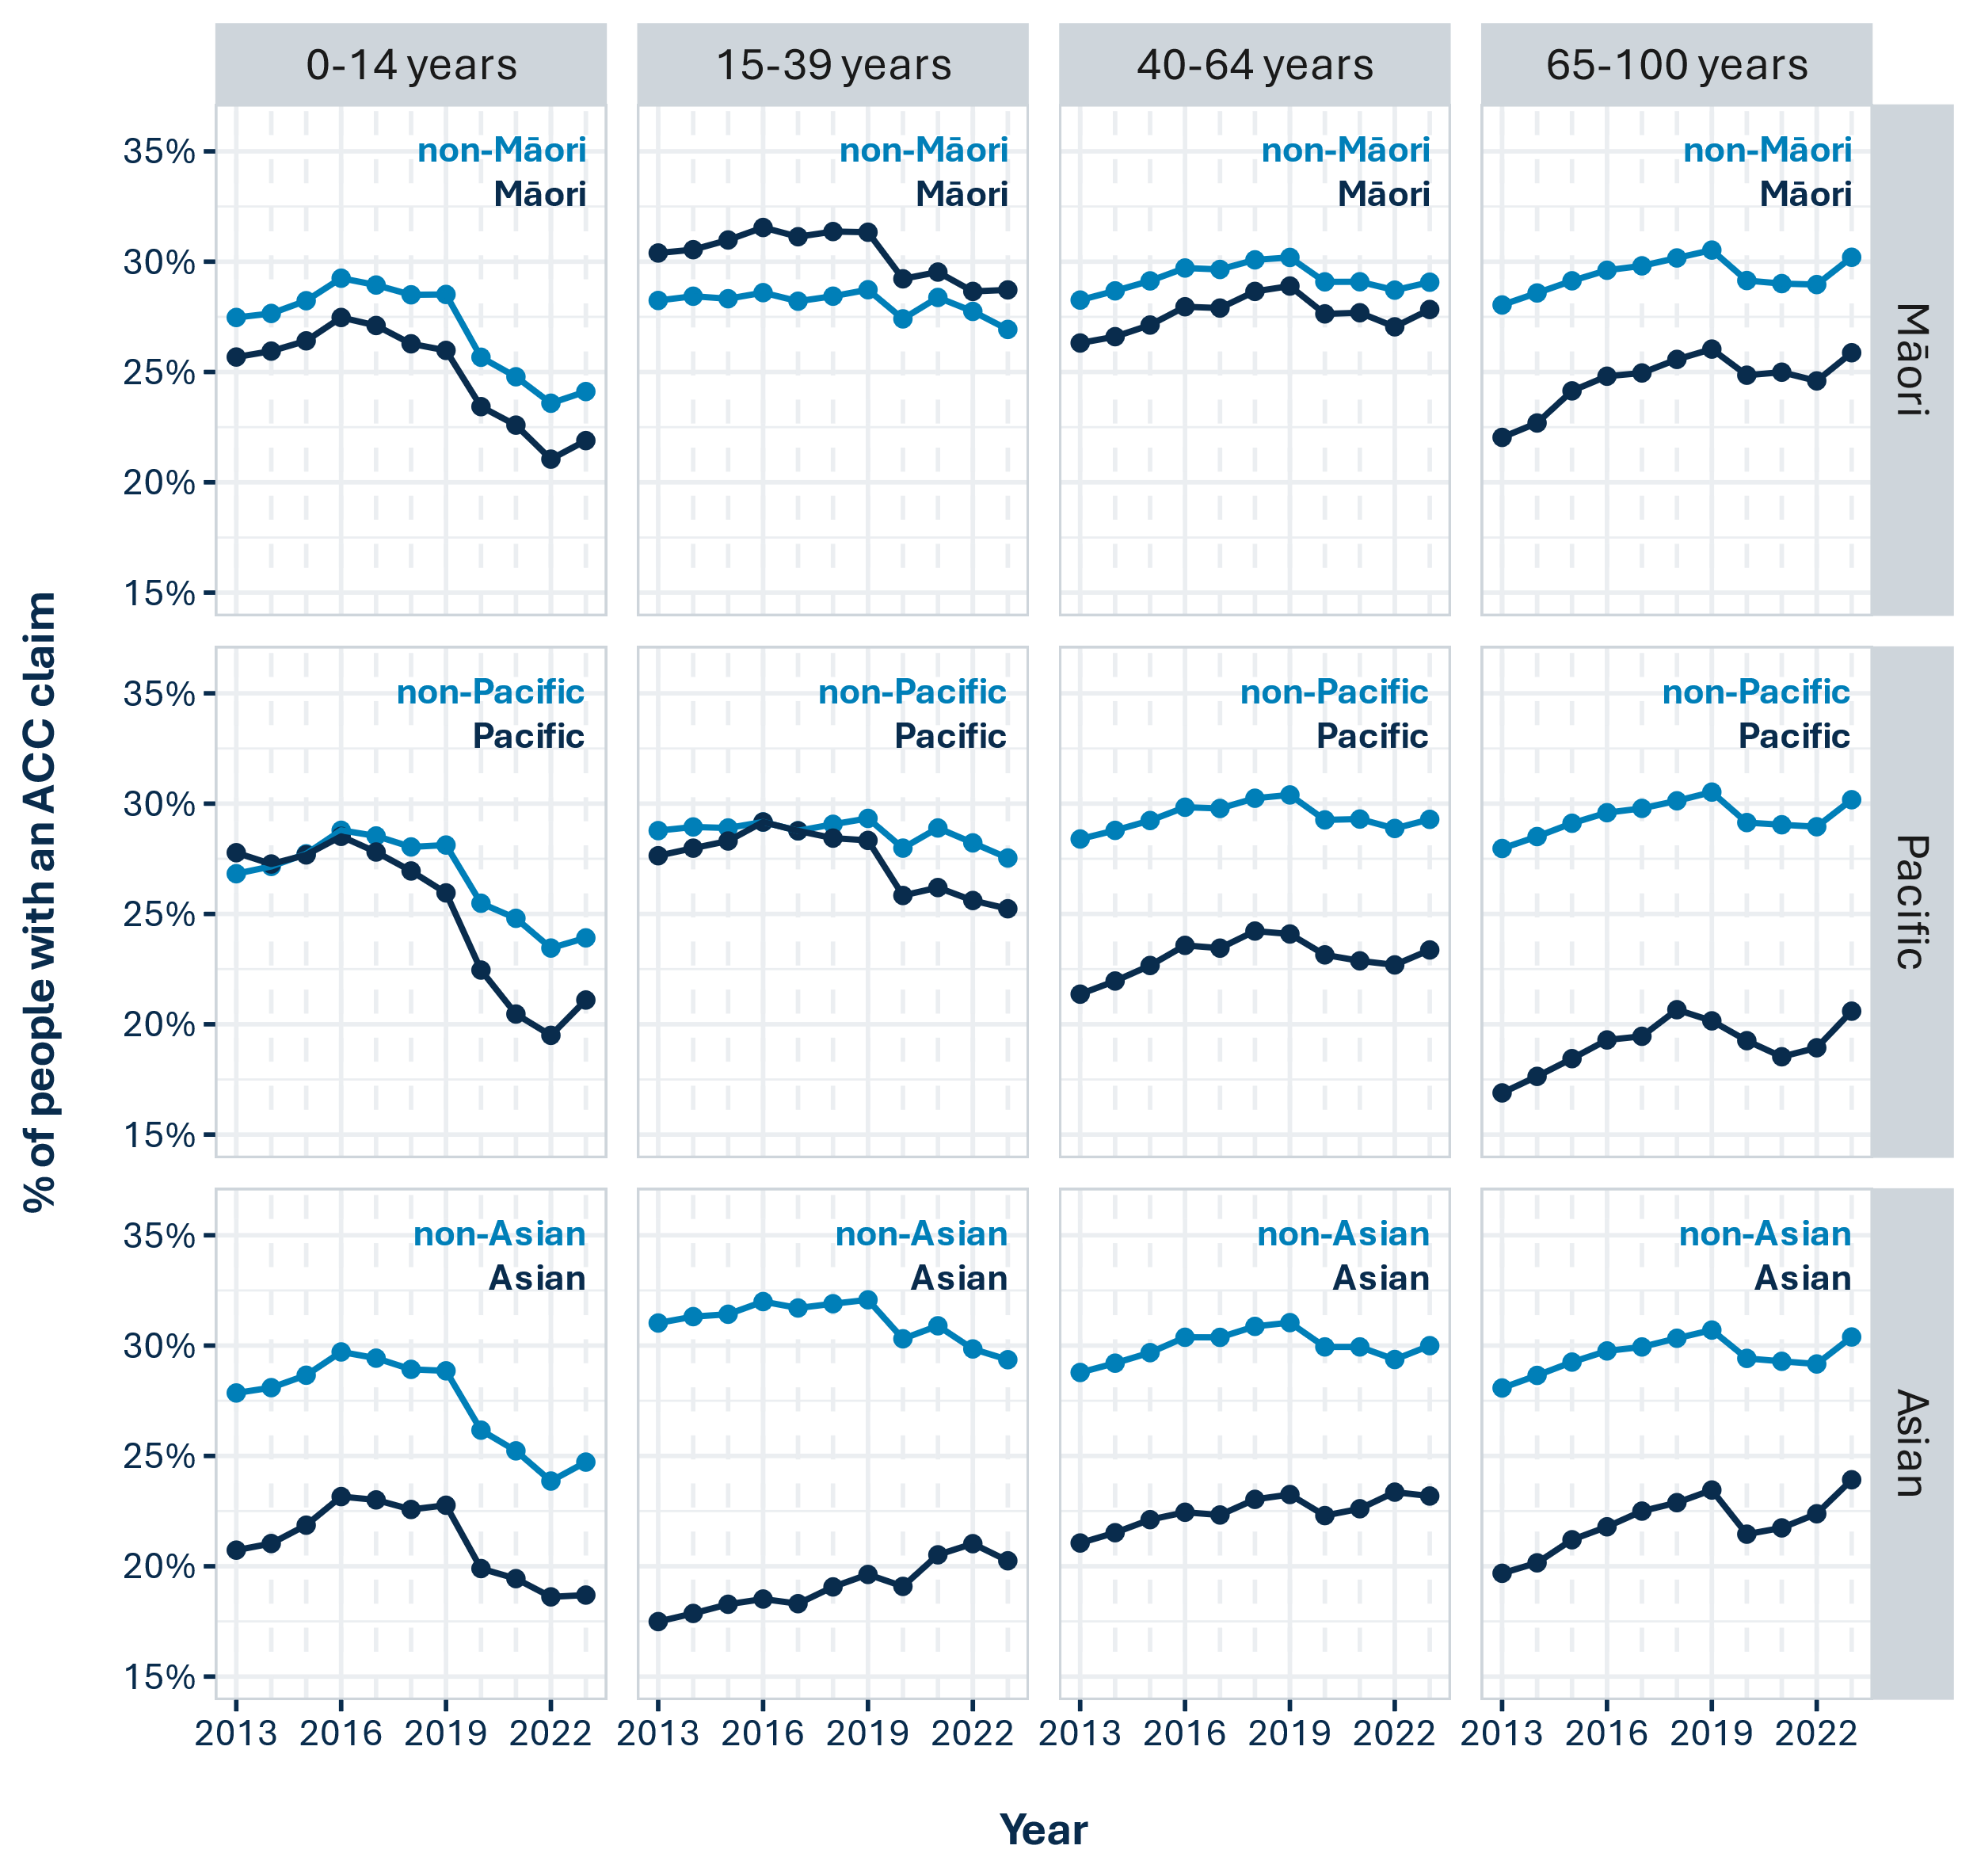 0-14 years
15-39 years
40-64 years
65-100 years
% of people with an ACC claim
35%
30%
25%
20%
15%
non-Māori
Māori
non-Māori
Māori
non-Māori
Māori
non-Māori
Māori
Māori
35%
30%
25%
20%
15%
non-Pacific
Pacific
non-Pacific
Pacific
non-Pacific
Pacific
non-Pacific
Pacific
Pacific
35%
30%
25%
20%
15%
non-Asian
Asian
non-Asian
Asian
non-Asian
Asian
non-Asian
Asian
Asian
2013 2016 2019 2022
2013 2016 2019 2022
2013 2016 2019 2022
2013 2016 2019 2022
Year